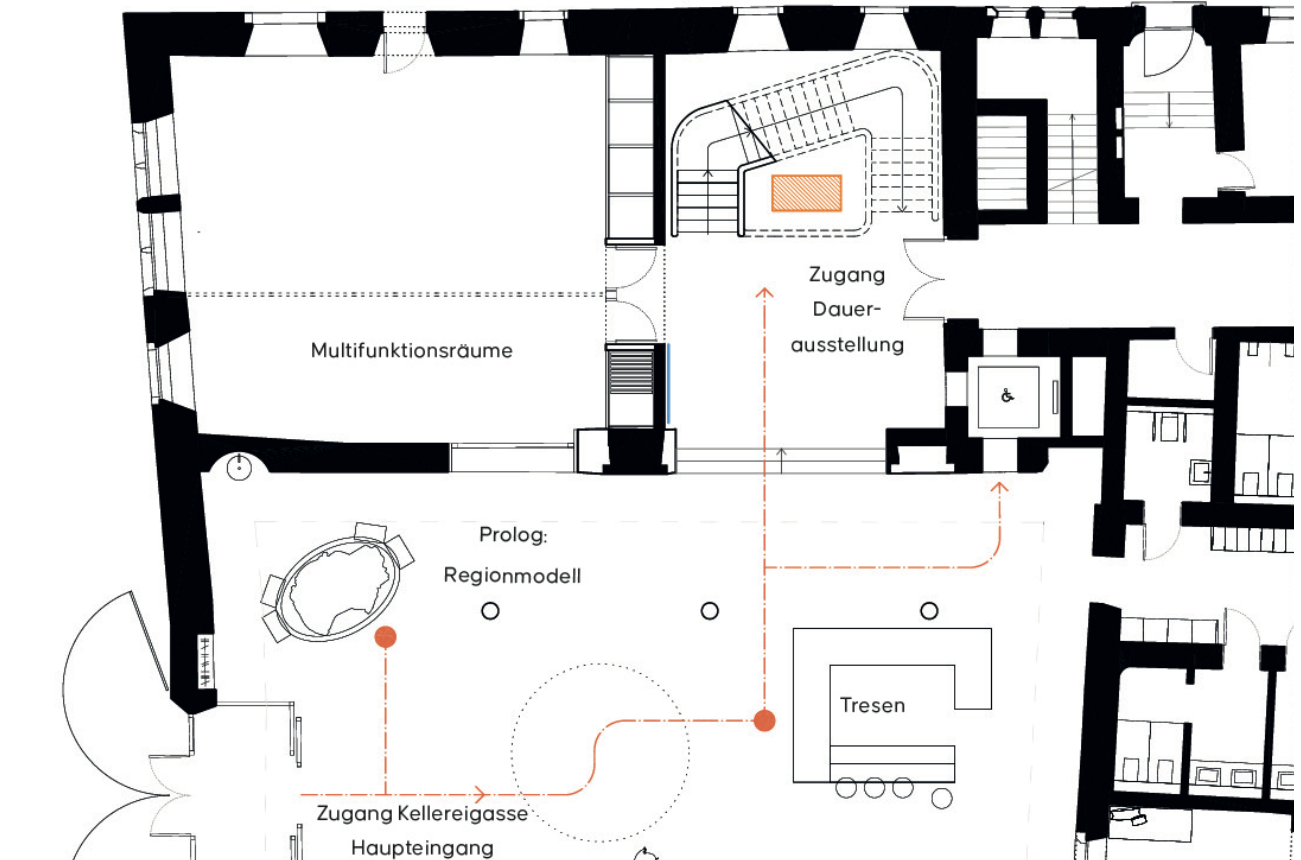 Zugang
Dauer-
ausstellung
Multifunktionsräume
Prolog:
Regionmodell
Tresen
Zugang Kellereigasse
Haupteingang